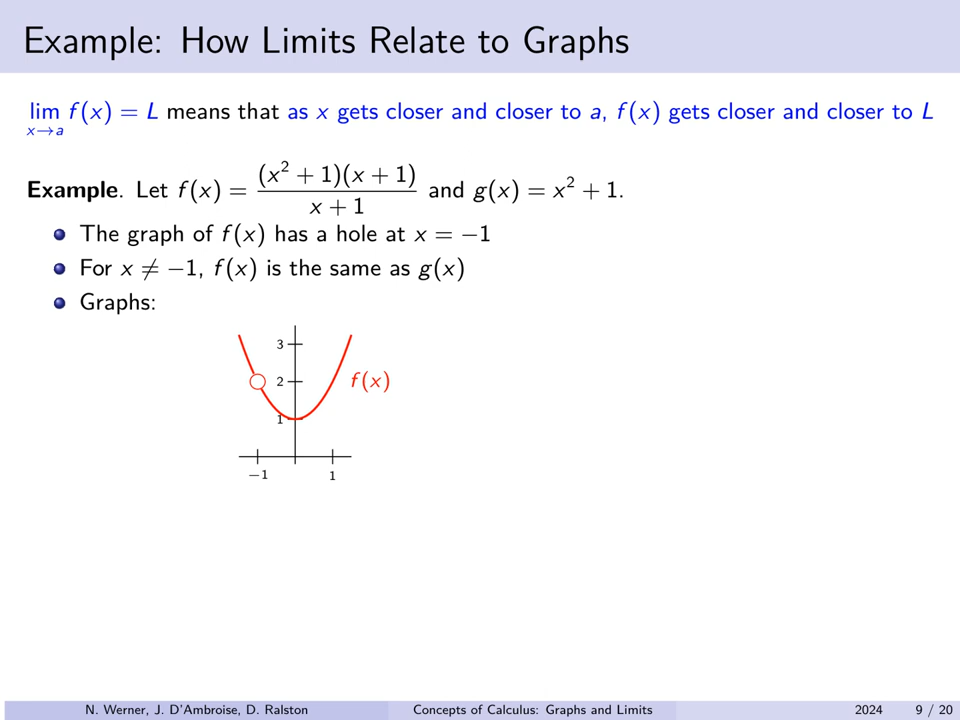 Example: How Limits Relate to Graphs
lim f(x) = L means that as x gets closer and closer to a, f(x) gets closer and closer to L
x→a
Example. Let f(x) = (x² + 1)(x + 1) / x + 1 and g(x) = x² + 1.
The graph of f(x) has a hole at x = −1
For x ≠ −1, f(x) is the same as g(x)
Graphs:
3
2
f(x)
1
−1 1
N. Werner, J. D'Ambroise, D. Ralston Concepts of Calculus: Graphs and Limits 2024 9 / 20